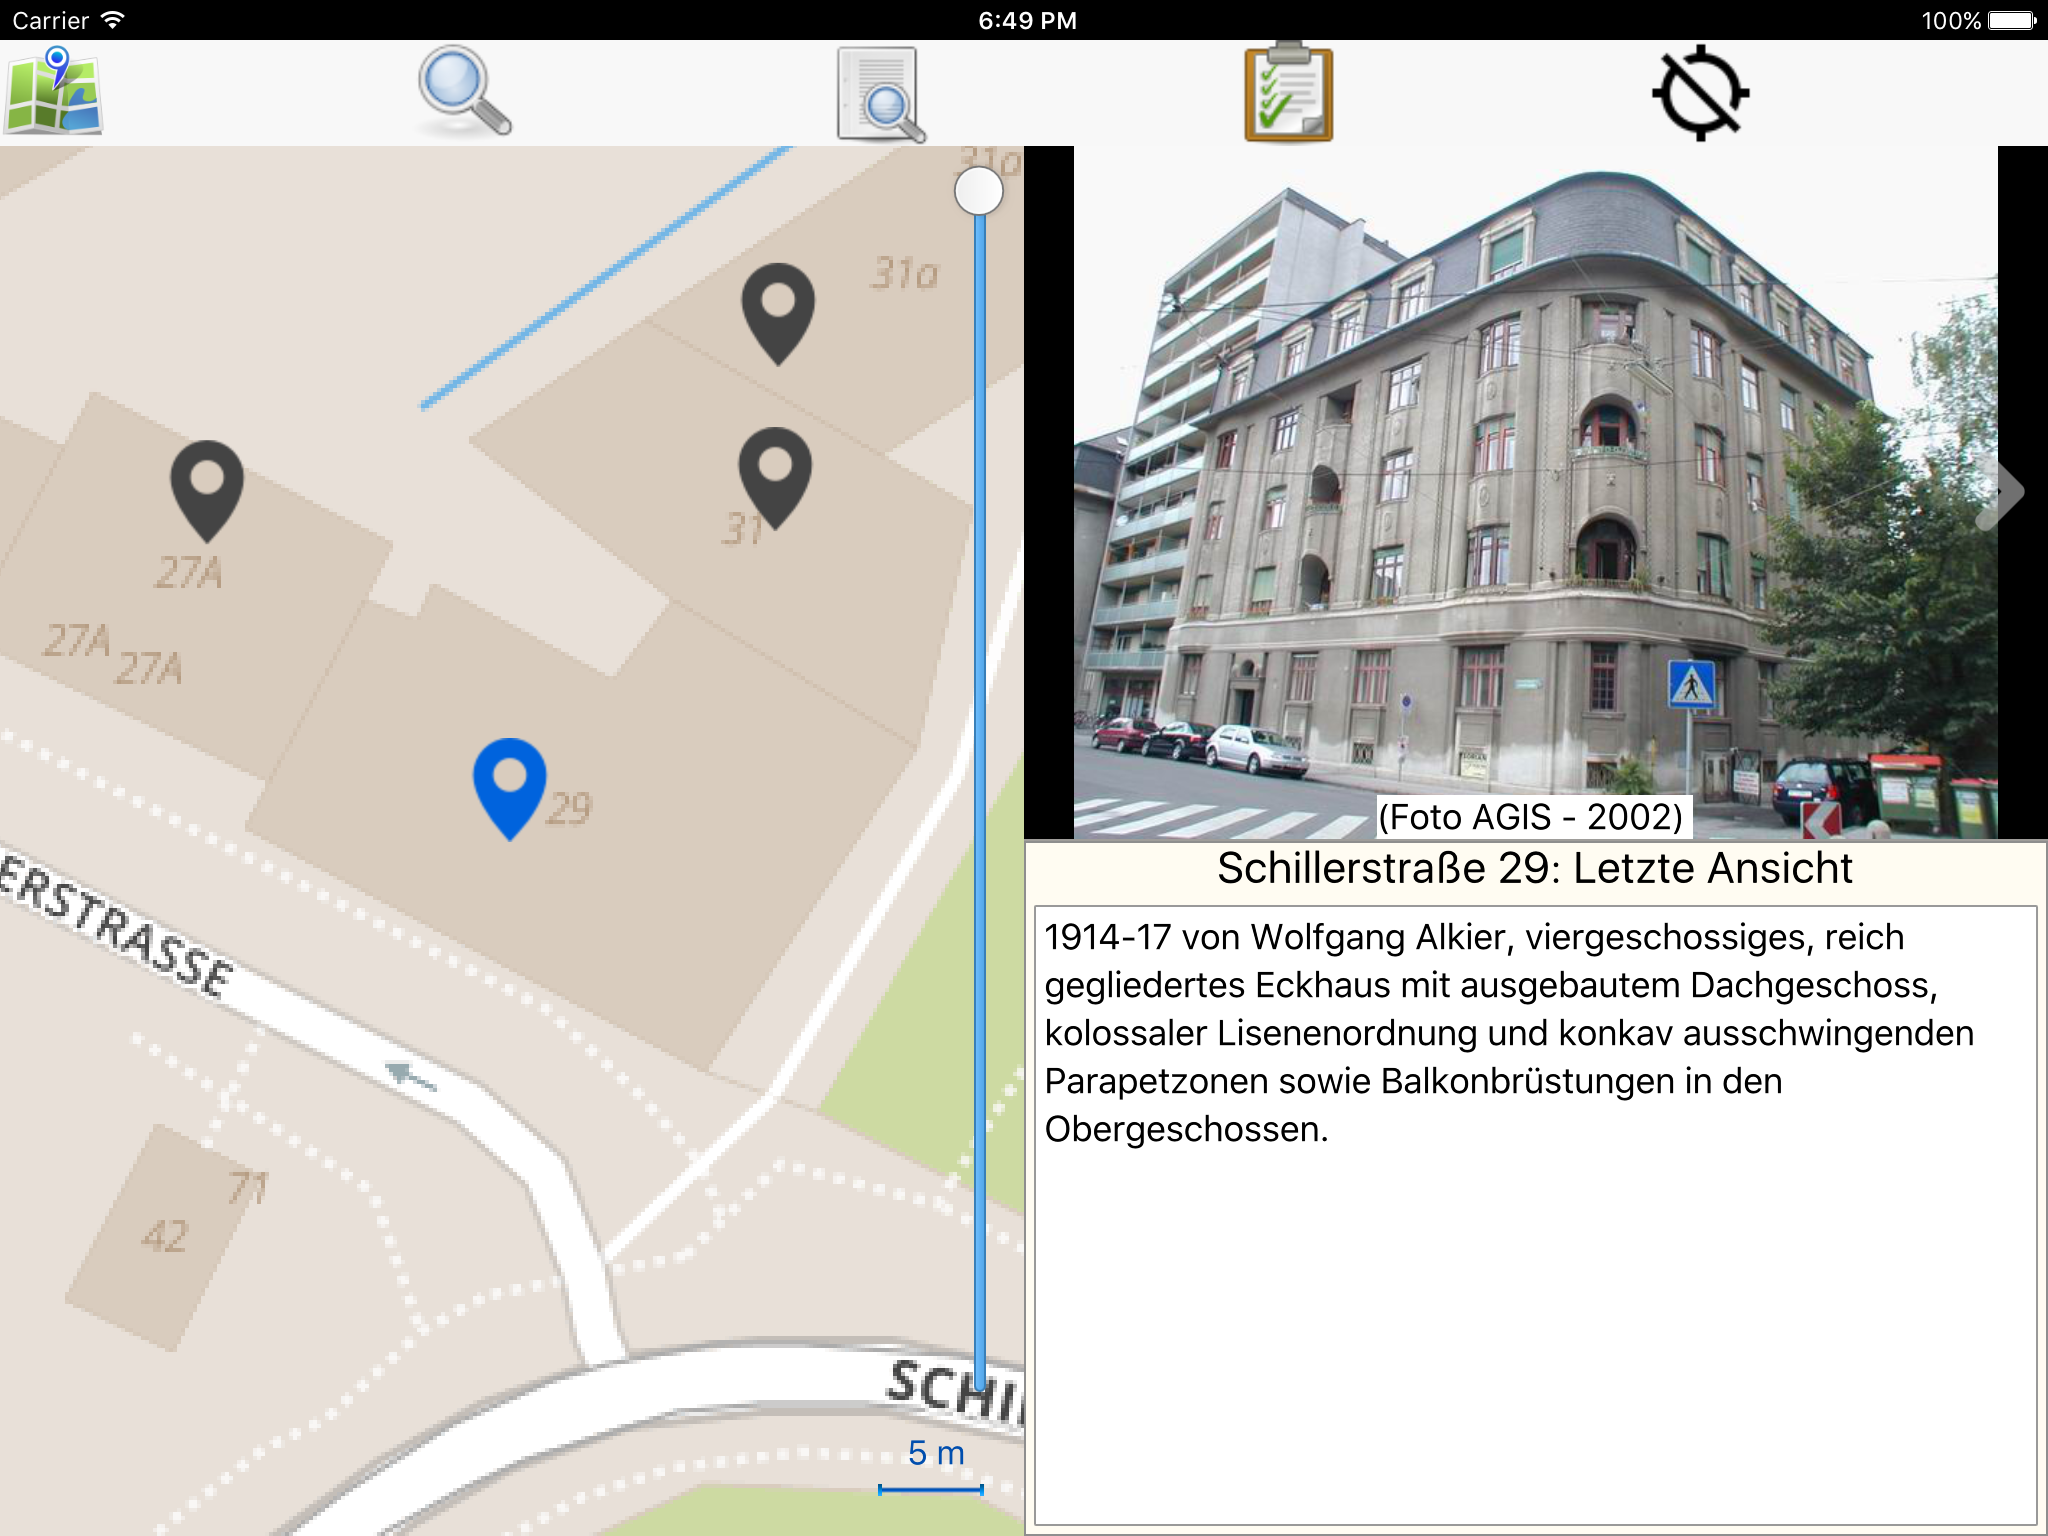 Carrier
6:49 PM
100%
31a
31a
31
27A
27A
27A
29
ERSTRASSE
71
42
SCHI
5 m
(Foto AGIS - 2002)
Schillerstraße 29: Letzte Ansicht
1914-17 von Wolfgang Alkier, viergeschossiges, reich
gegliedertes Eckhaus mit ausgebautem Dachgeschoss,
kolossaler Lisenenordnung und konkav ausschwingenden
Parapetzonen sowie Balkonbrüstungen in den
Obergeschossen.